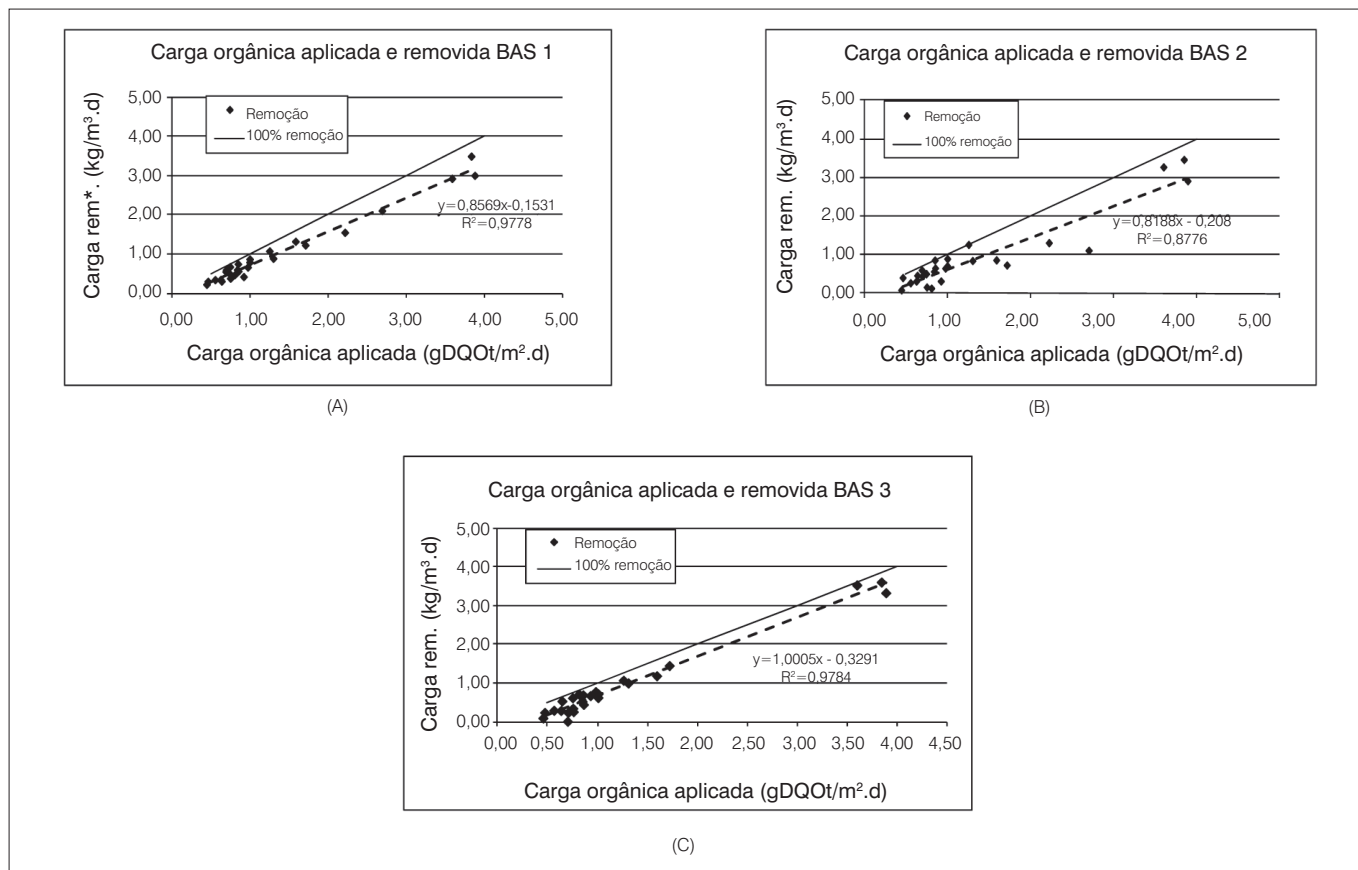 Carga orgânica aplicada e removida BAS 1
Carga rem*. (kg/m³.d)
5,00
4,00
3,00
2,00
1,00
0,00
Remoção
100% remoção
y=0,8569x-0,1531
R²=0,9778
0,00 1,00 2,00 3,00 4,00 5,00
Carga orgânica aplicada (gDQOt/m².d)
(A)
Carga orgânica aplicada e removida BAS 2
Carga rem. (kg/m³.d)
5,00
4,00
3,00
2,00
1,00
0,00
Remoção
100% remoção
y=0,8188x - 0,208
R²=0,8776
0,00 1,00 2,00 3,00 4,00 5,00
Carga orgânica aplicada (gDQOt/m².d)
(B)
Carga orgânica aplicada e removida BAS 3
Carga rem. (kg/m³.d)
5,00
4,00
3,00
2,00
1,00
0,00
Remoção
100% remoção
y=1,0005x - 0,3291
R²=0,9784
0,00 0,50 1,00 1,50 2,00 2,50 3,00 3,50 4,00 4,50
Carga orgânica aplicada (gDQOt/m².d)
(C)